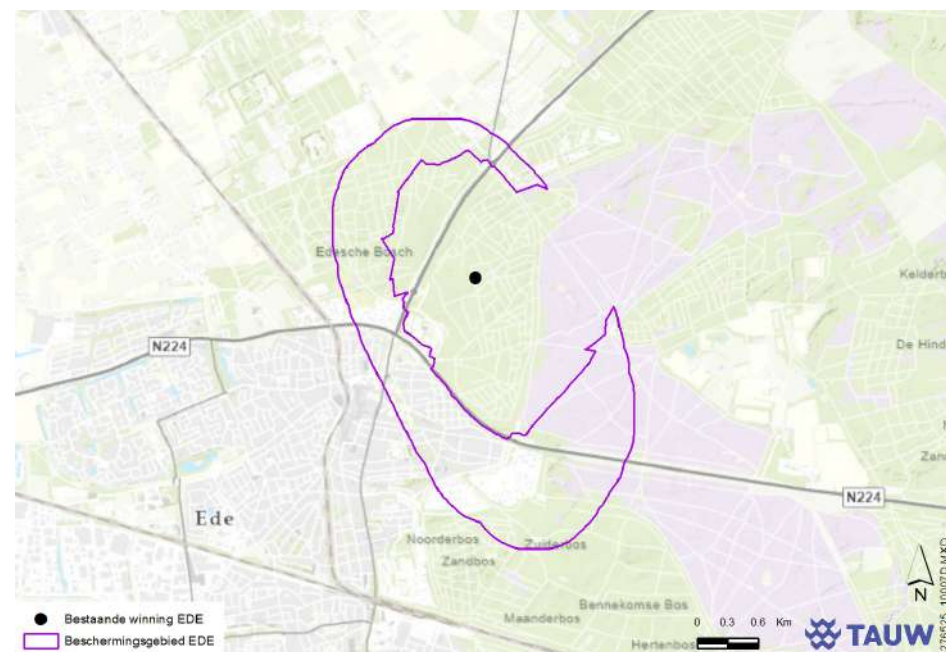 Edesche Bosch
Kelderb
N224
De Hind
Zand
N224
Ede
Noorderbos
Zuiderbos
Zandbos
Bennekomse Bos
Maanderbos
Hertenbos
N
Bestaande winning EDE
Beschermingsgebied EDE
0 0.3 0.6 Km
TAUW